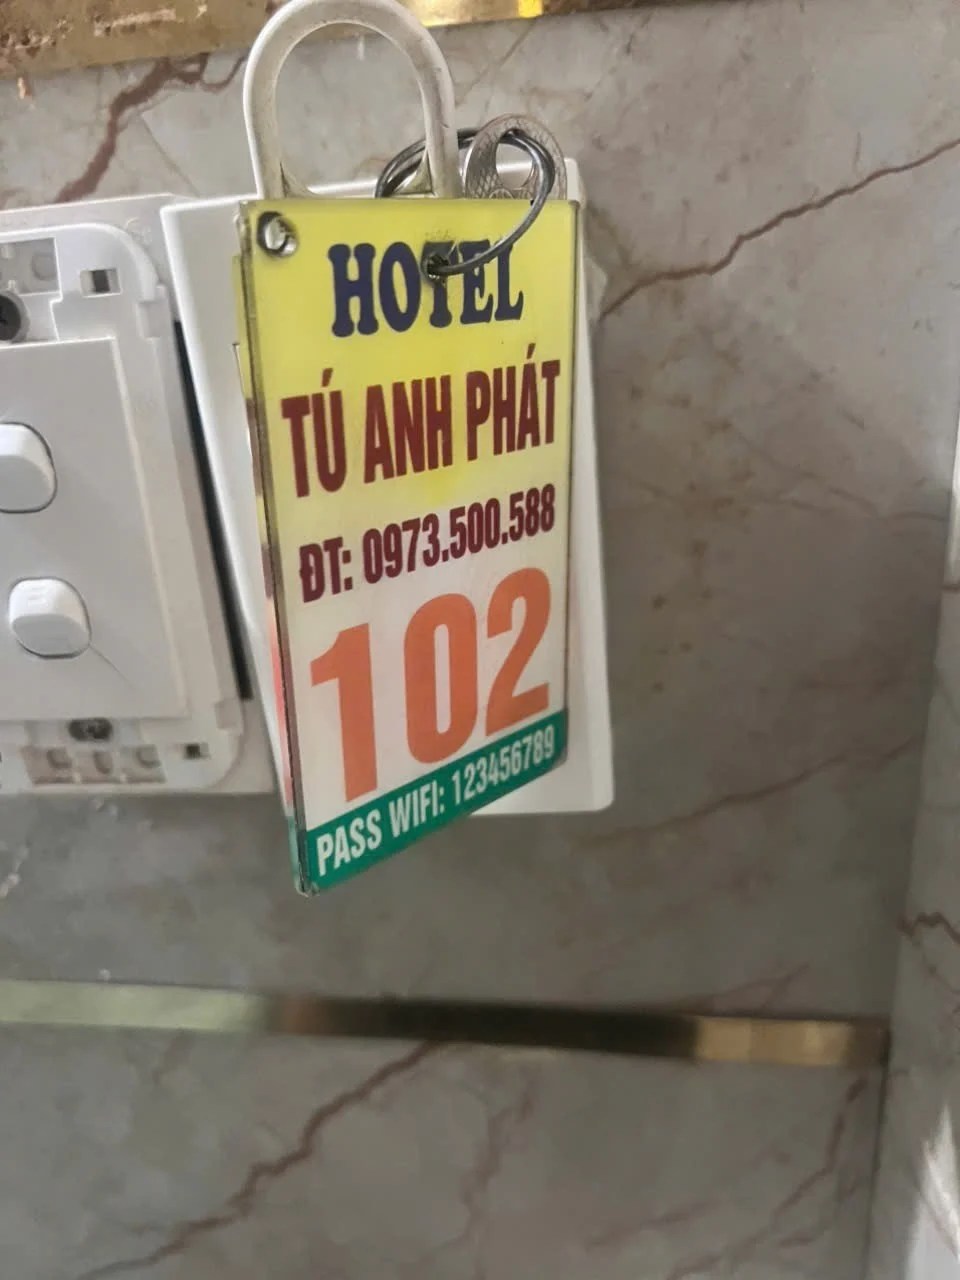 HOTEL
TÚ ANH PHÁT
ĐT: 0973.500.588
102
PASS WIFI: 123456789